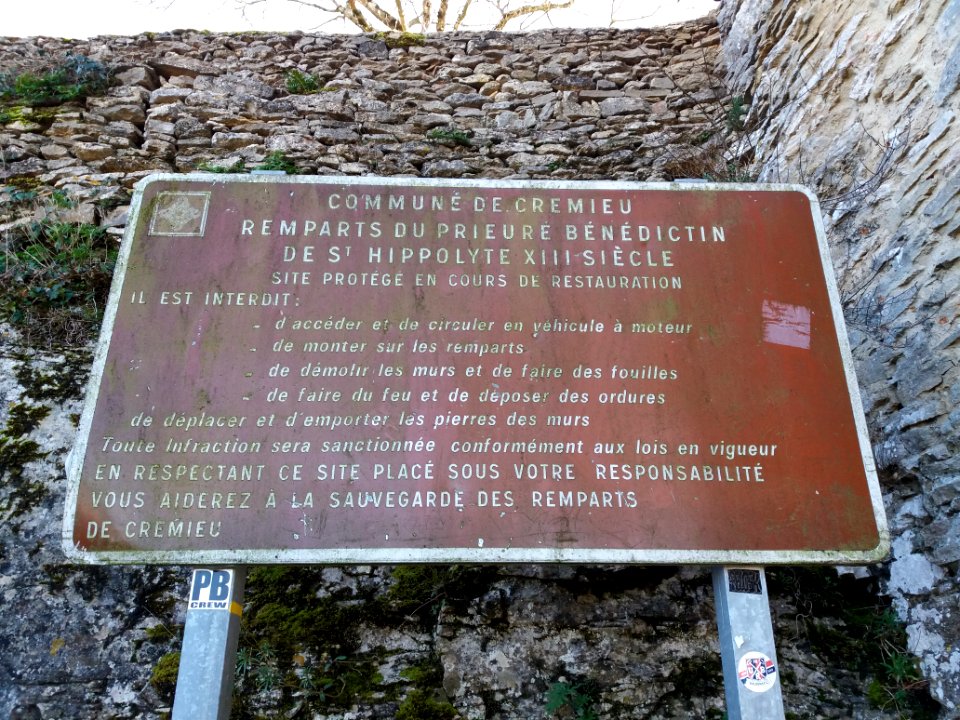 COMMUNE DE CREMIEU
REMPARTS DU PRIEURÉ BÉNÉDICTIN
DE ST HIPPOLYTE XIII SIÈCLE
SITE PROTÉGÉ EN COURS DE RESTAURATION
IL EST INTERDIT:
- d'accéder et de circuler en véhicule à moteur
- de monter sur les remparts
- de démolir les murs et de faire des fouilles
- de faire du feu et de déposer des ordures
de déplacer et d'emporter les pierres des murs
Toute Infraction sera sanctionnée conformément aux lois en vigueur
EN RESPECTANT CE SITE PLACÉ SOUS VOTRE RESPONSABILITÉ
VOUS AIDEREZ À LA SAUVEGARDE DES REMPARTS
DE CRÉMIEU
PB
CREW